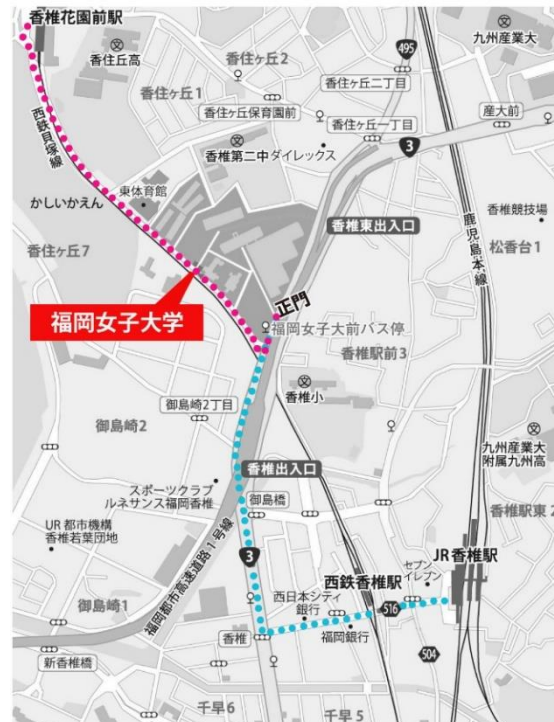 香椎花園前駅
香住丘高
香住ヶ丘2
九州産業大
495
香住ヶ丘二丁目
香住ヶ丘1
香住ヶ丘保育園前
産大前
香住ヶ丘一丁目
3
西鉄貝塚線
香椎第二中
ダイレックス
東体育館
かしいかえん
香椎東出入口
香椎競技場
鹿児島本線
松香台1
香住ヶ丘7
正門
福岡女子大学
福岡女子大前バス停
香椎駅前3
香椎小
御島崎2丁目
御島崎2
九州産業大
附属九州高
香椎出入口
スポーツクラブ
ルネサンス福岡香椎
御島橋
香椎駅東2
UR都市機構
香椎若葉団地
福岡都市高速道路1号線
3
JR香椎駅
セブン
イレブン
西鉄香椎駅
西日本シティ
銀行
516
御島崎1
福岡銀行
香椎
504
新香椎橋
千早6
千早5